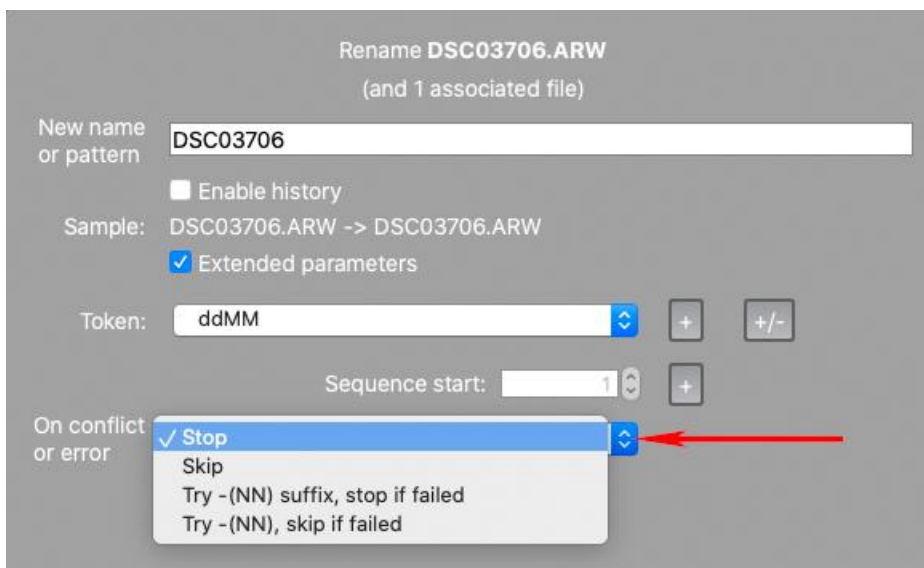 Rename DSC03706.ARW
(and 1 associated file)
New name
or pattern
DSC03706
Enable history
Sample: DSC03706.ARW -> DSC03706.ARW
✓ Extended parameters
Token: ddMM + +/-
Sequence start: 1 +
On conflict
or error
✓ Stop
Skip
Try -(NN) suffix, stop if failed
Try -(NN), skip if failed